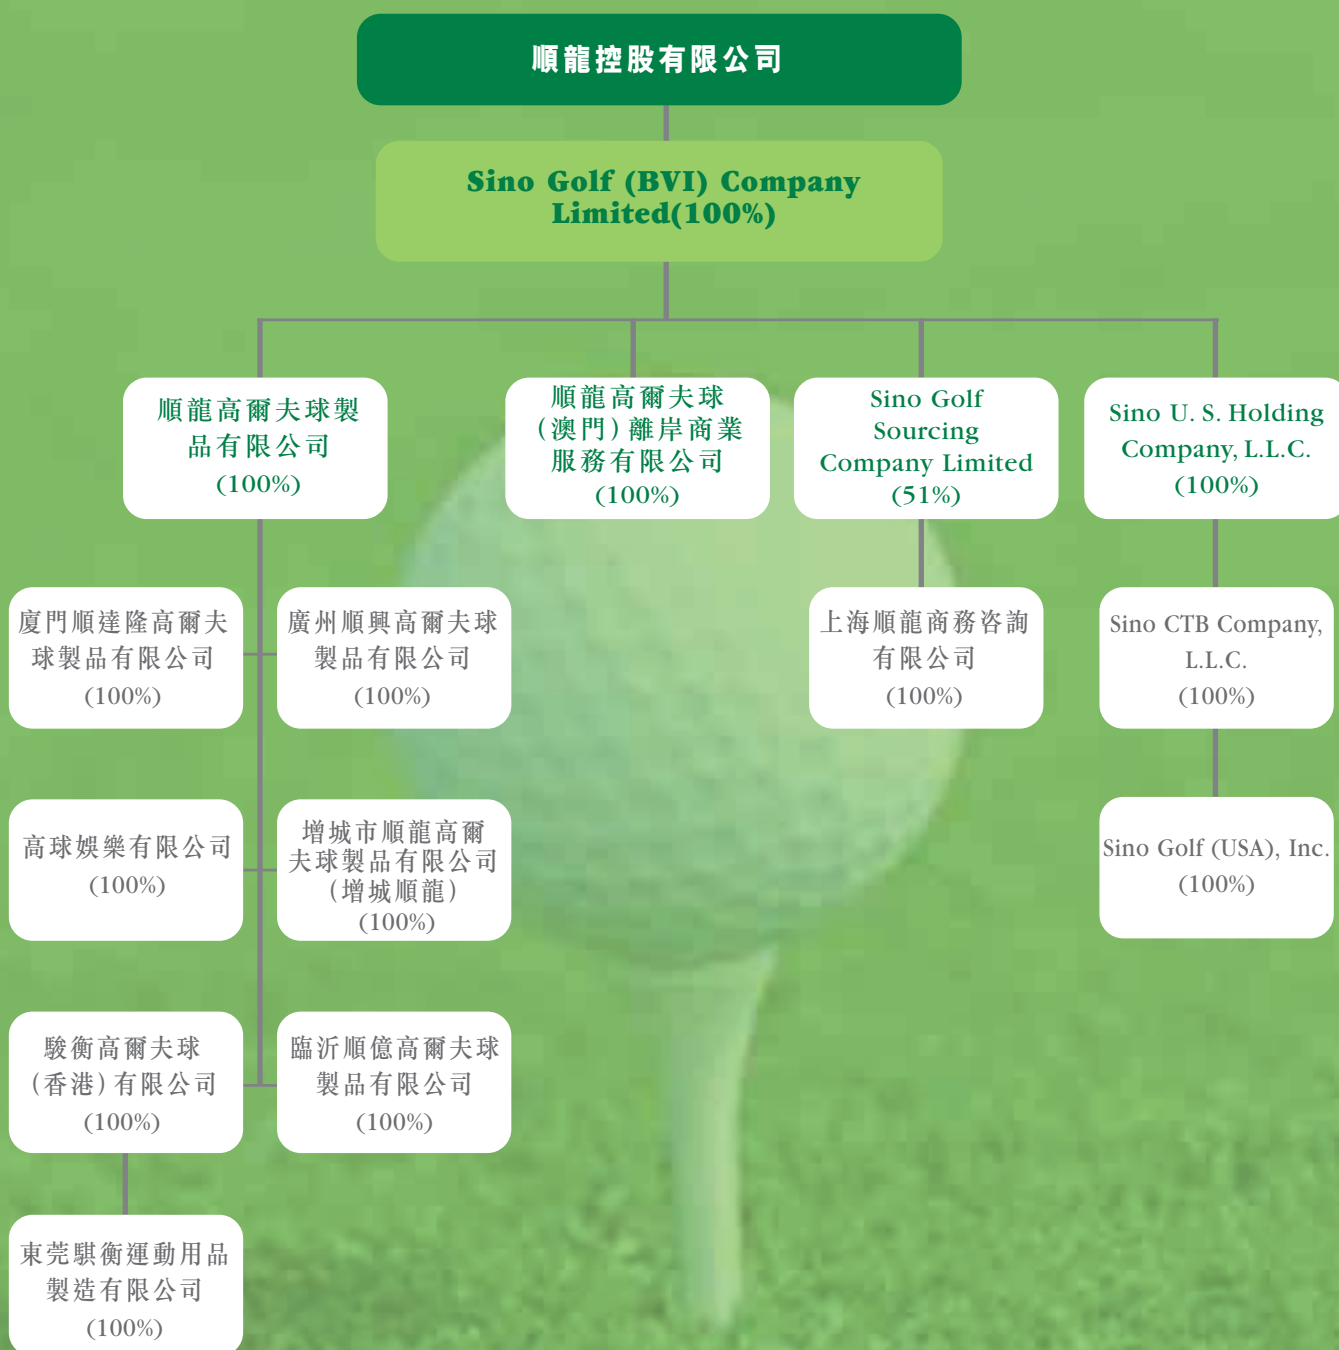 順龍控股有限公司
Sino Golf (BVI) Company
Limited(100%)
順龍高爾夫球製
品有限公司
(100%)
順龍高爾夫球
(澳門)離岸商業
服務有限公司
(100%)
Sino Golf
Sourcing
Company Limited
(51%)
Sino U. S. Holding
Company, L.L.C.
(100%)
廈門順達隆高爾夫
球製品有限公司
(100%)
廣州順興高爾夫球
製品有限公司
(100%)
上海順龍商務咨詢
有限公司
(100%)
Sino CTB Company,
L.L.C.
(100%)
高球娛樂有限公司
(100%)
增城市順龍高爾
夫球製品有限公司
(增城順龍)
(100%)
Sino Golf (USA), Inc.
(100%)
駿衡高爾夫球
(香港)有限公司
(100%)
臨沂順億高爾夫球
製品有限公司
(100%)
東莞騏衡運動用品
製造有限公司
(100%)